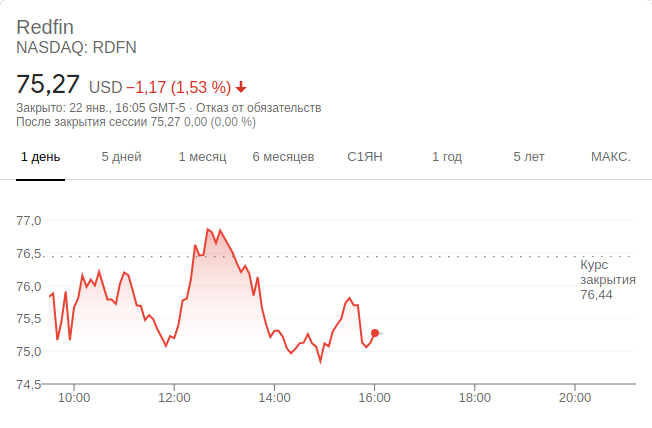 Redfin
NASDAQ: RDFN
75,27 USD −1,17 (1,53 %)
Закрыто: 22 янв., 16:05 GMT-5 · Отказ от обязательств
После закрытия сессии 75,27 0,00 (0,00 %)
1 день 5 дней 1 месяц 6 месяцев С1ЯН 1 год 5 лет МАКС.
77,0
76,5
Курс
закрытия
76,44
76,0
75,5
75,0
74,5
10:00 12:00 14:00 16:00 18:00 20:00